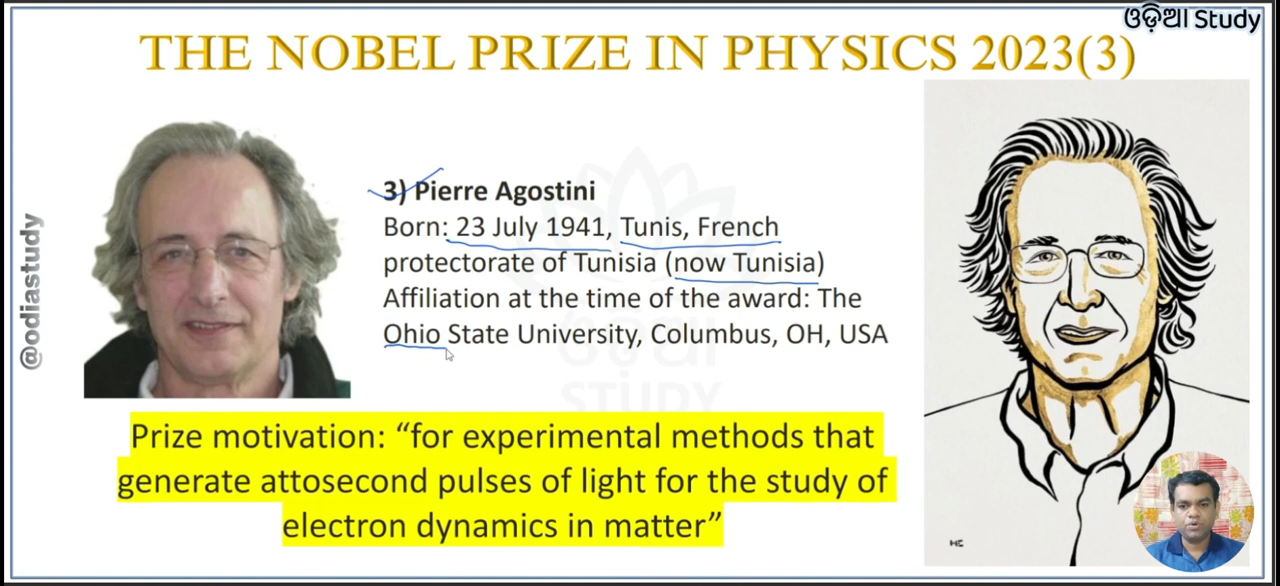 ଓଡ଼ିଆ Study
THE NOBEL PRIZE IN PHYSICS 2023(3)
@odiastudy
3) Pierre Agostini
Born: 23 July 1941, Tunis, French
protectorate of Tunisia (now Tunisia)
Affiliation at the time of the award: The
Ohio State University, Columbus, OH, USA
ଓଡ଼ିଆ
STUDY
Prize motivation: “for experimental methods that
generate attosecond pulses of light for the study of
electron dynamics in matter”